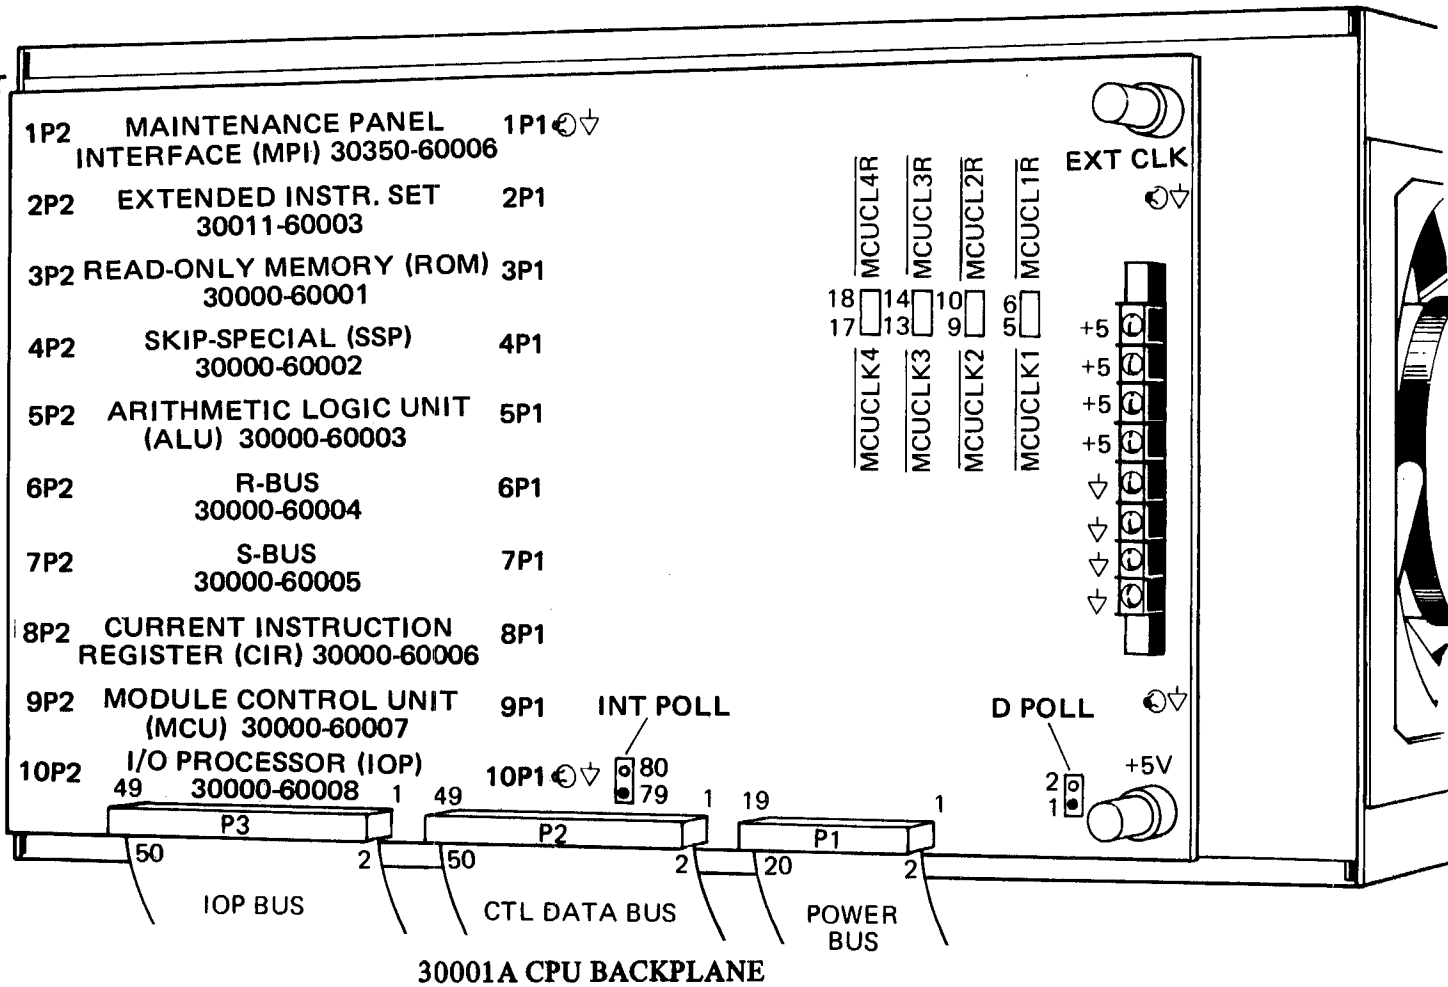 1P2 MAINTENANCE PANEL 1P1
INTERFACE (MPI) 30350-60006
2P2 EXTENDED INSTR. SET 2P1
30011-60003
3P2 READ-ONLY MEMORY (ROM) 3P1
30000-60001
4P2 SKIP-SPECIAL (SSP) 4P1
30000-60002
5P2 ARITHMETIC LOGIC UNIT 5P1
(ALU) 30000-60003
6P2 R-BUS 6P1
30000-60004
7P2 S-BUS 7P1
30000-60005
8P2 CURRENT INSTRUCTION 8P1
REGISTER (CIR) 30000-60006
9P2 MODULE CONTROL UNIT 9P1
(MCU) 30000-60007
10P2 I/O PROCESSOR (IOP) 10P1
30000-60008
EXT CLK
MCUCL4R
MCUCL3R
MCUCL2R
MCUCL1R
18 14 10 6
17 13 9 5
MCUCLK4
MCUCLK3
MCUCLK2
MCUCLK1
+5
+5
+5
+5
INT POLL
80
79
D POLL
2
1
+5V
49 1 49 1 19 1
P3 P2 P1
50 2 50 2 20 2
IOP BUS
CTL DATA BUS
POWER
BUS
30001A CPU BACKPLANE